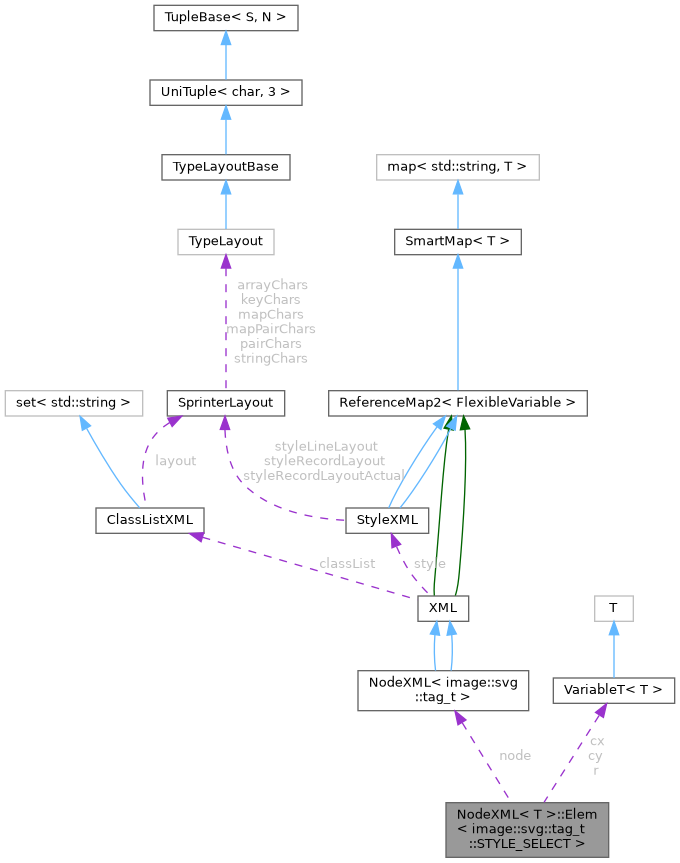 TupleBase< S, N >
UniTuple< char, 3 >
TypeLayoutBase
map< std::string, T >
TypeLayout
SmartMap< T >
arrayChars
keyChars
mapChars
mapPairChars
pairChars
stringChars
set< std::string >
SprinterLayout
ReferenceMap2< FlexibleVariable >
layout
styleLineLayout
styleRecordLayout
styleRecordLayoutActual
ClassListXML
StyleXML
classList
style
XML
T
NodeXML< image::svg
::tag_t >
VariableT< T >
node
cx
cy
r
NodeXML< T >::Elem
< image::svg::tag_t
::STYLE_SELECT >